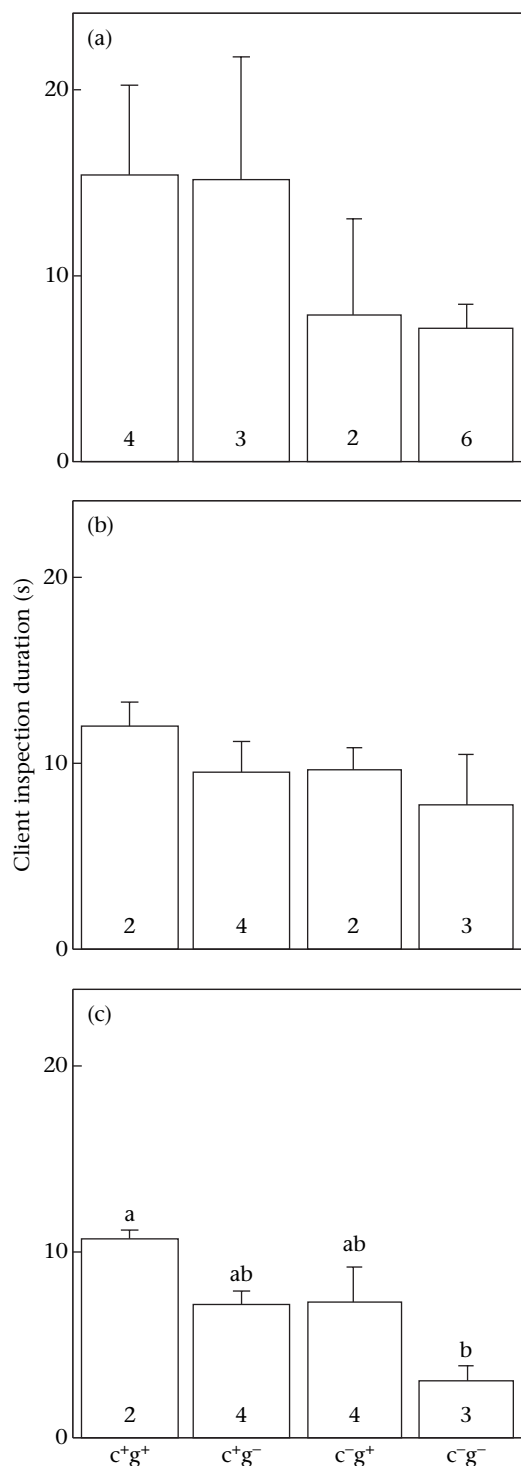 Client inspection duration (s)
(a)
20
10
0
4 3 2 6
(b)
20
10
0
2 4 2 3
(c)
20
10
0
a ab ab b
2 4 4 3
c⁺g⁺ c⁺g⁻ c⁻g⁺ c⁻g⁻